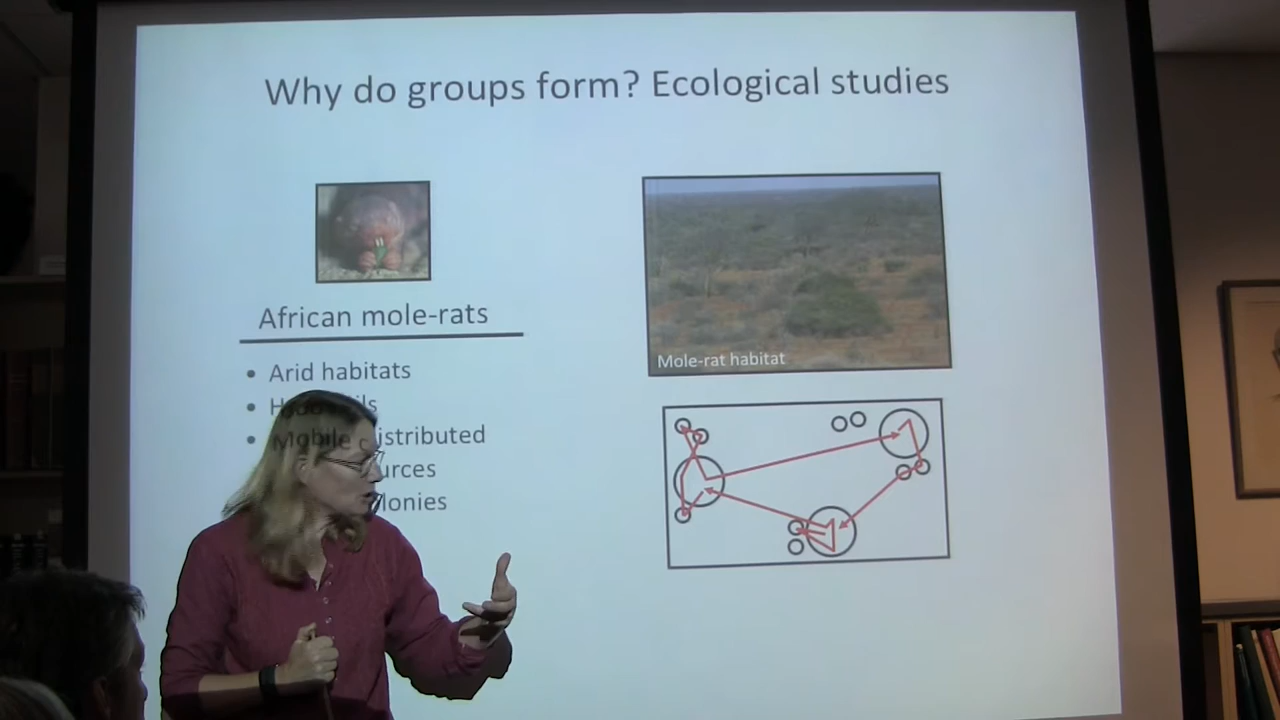 Why do groups form? Ecological studies
African mole-rats
• Arid habitats
•
• Mobile distributed
urces
lonies
Mole-rat habitat